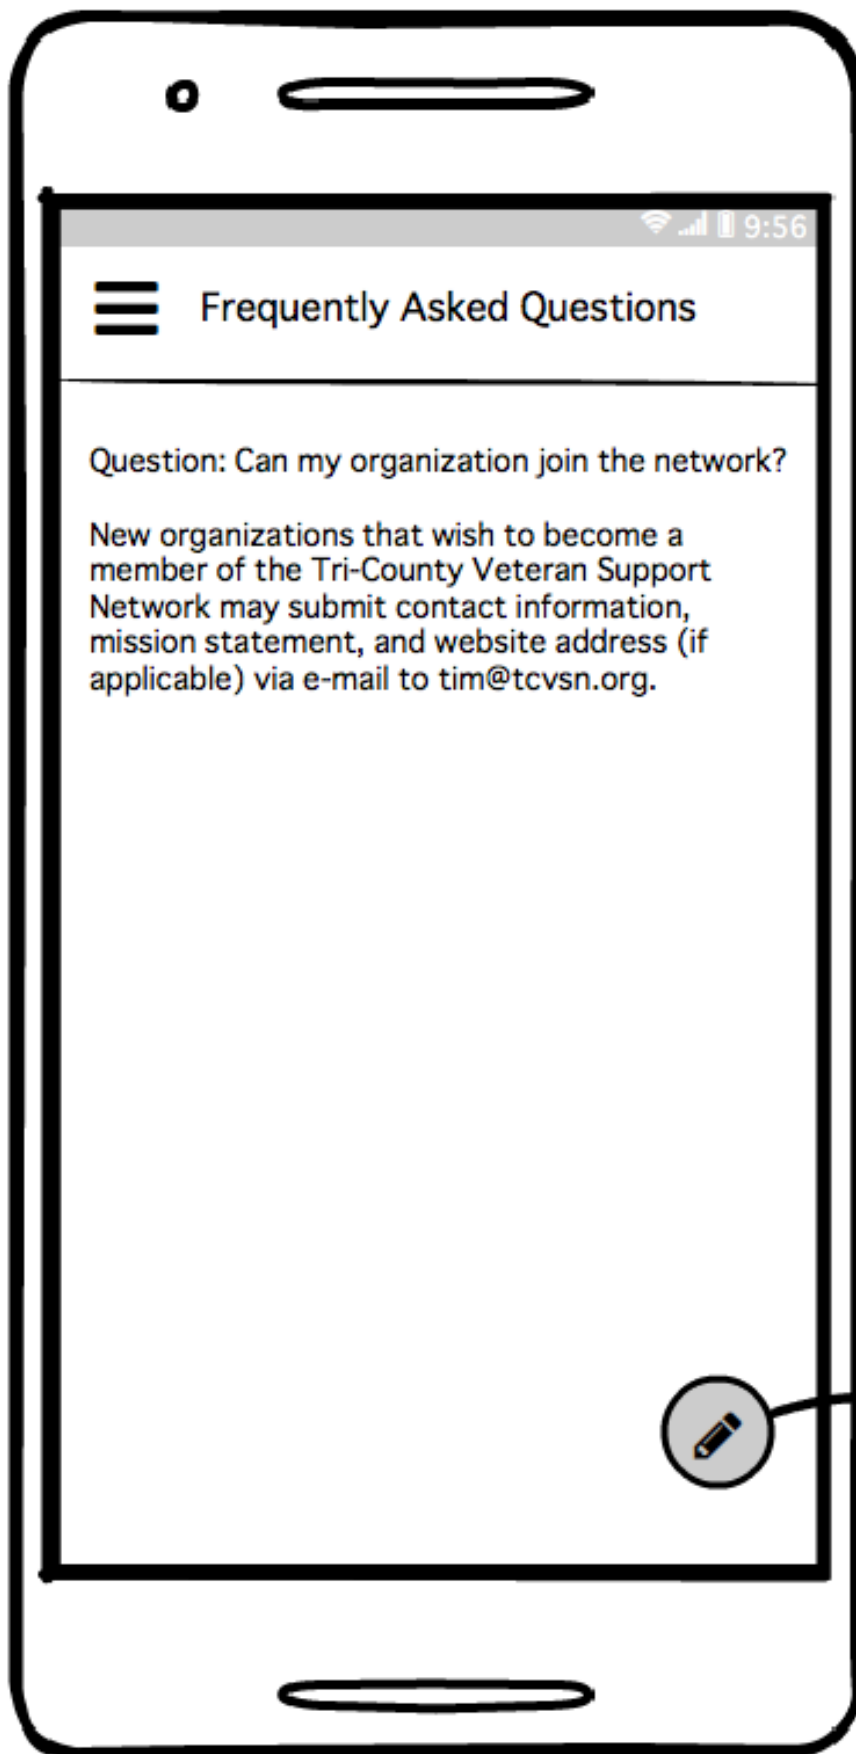 9:56
Frequently Asked Questions
Question: Can my organization join the network?
New organizations that wish to become a
member of the Tri-County Veteran Support
Network may submit contact information,
mission statement, and website address (if
applicable) via e-mail to tim@tcvsn.org.